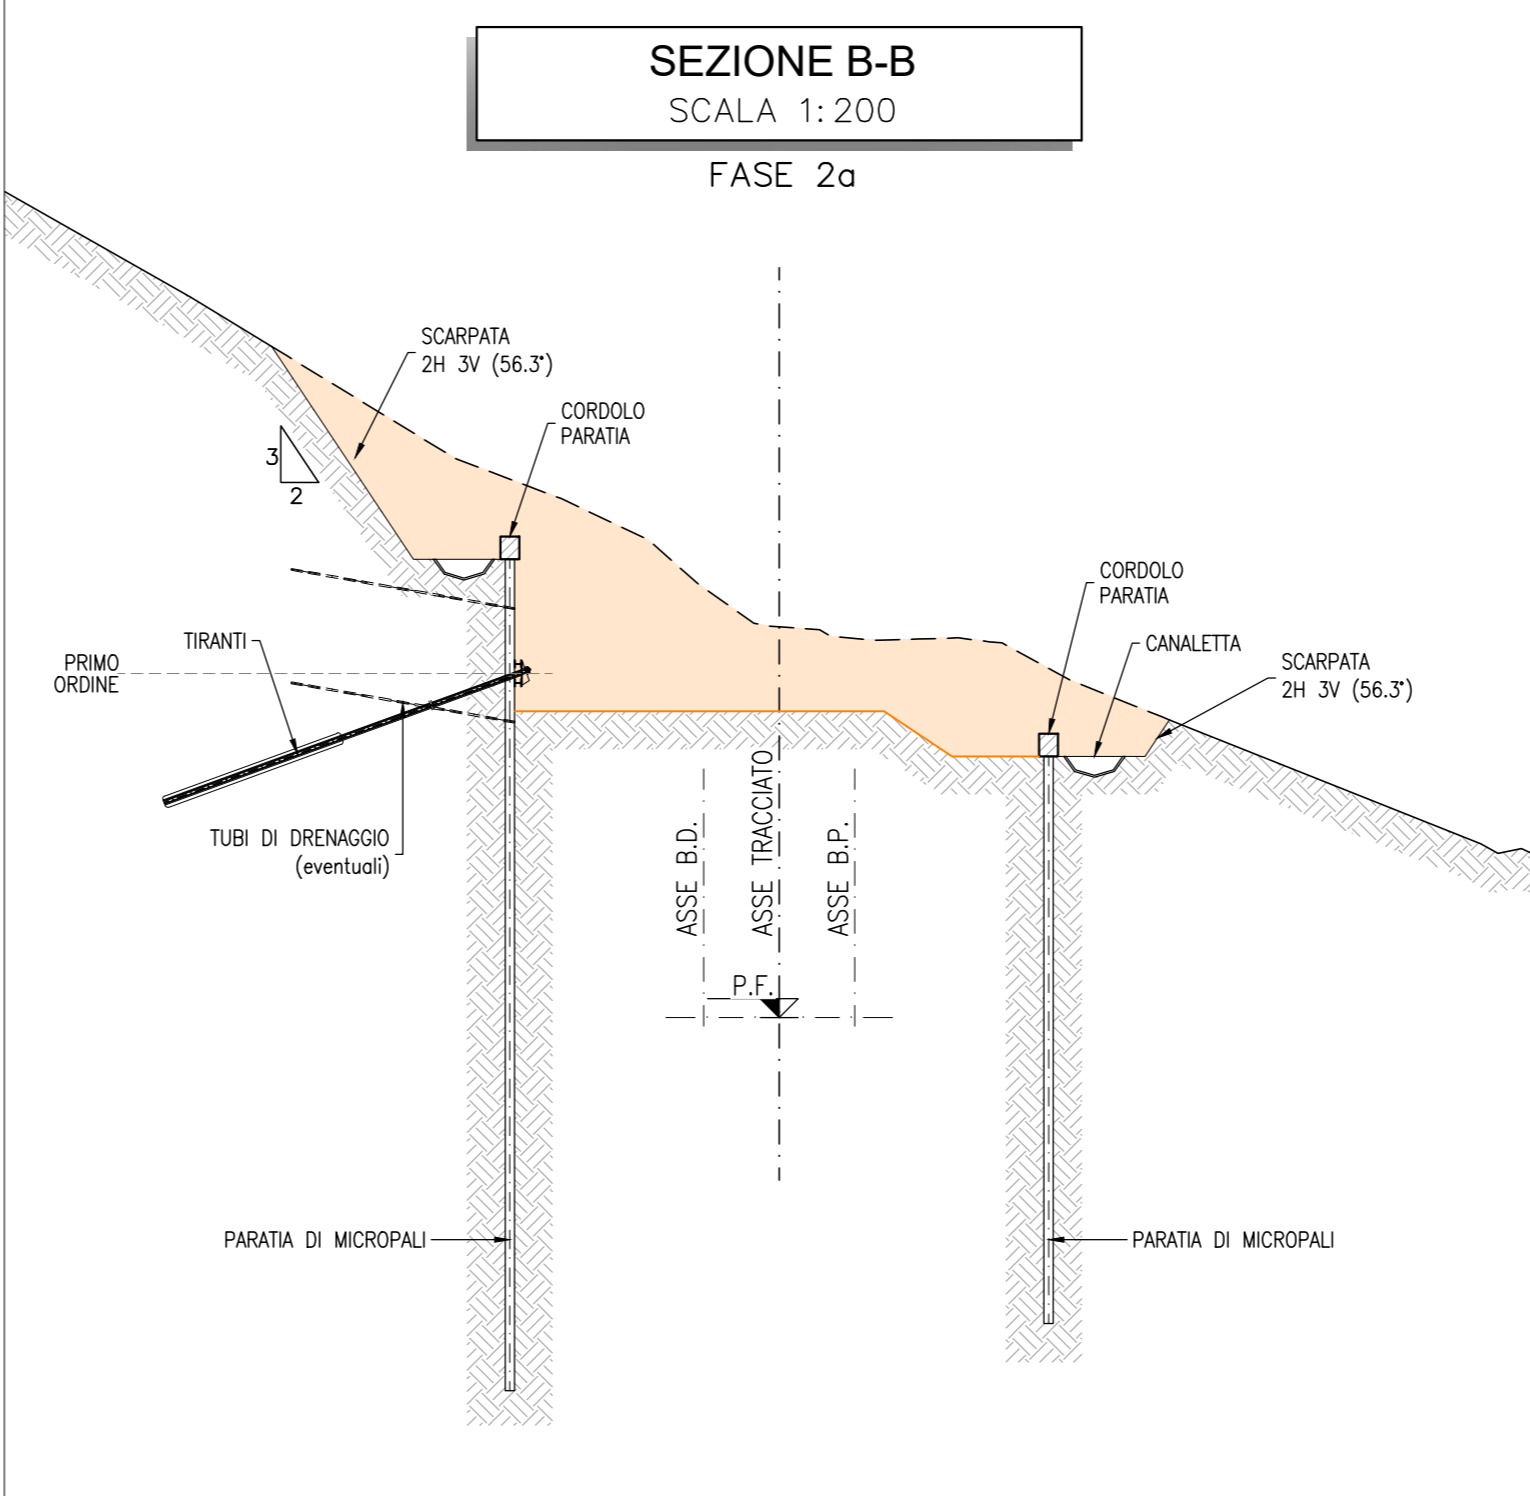 SEZIONE B-B
SCALA 1:200
FASE 2a
SCARPATA
2H 3V (56.3°)
CORDOLO
PARATIA
3
2
TIRANTI
PRIMO
ORDINE
CORDOLO
PARATIA
CANALETTA
SCARPATA
2H 3V (56.3°)
TUBI DI DRENAGGIO
(eventuali)
ASSE B.D.
ASSE TRACCIATO
ASSE B.P.
P.F.
PARATIA DI MICROPALI
PARATIA DI MICROPALI